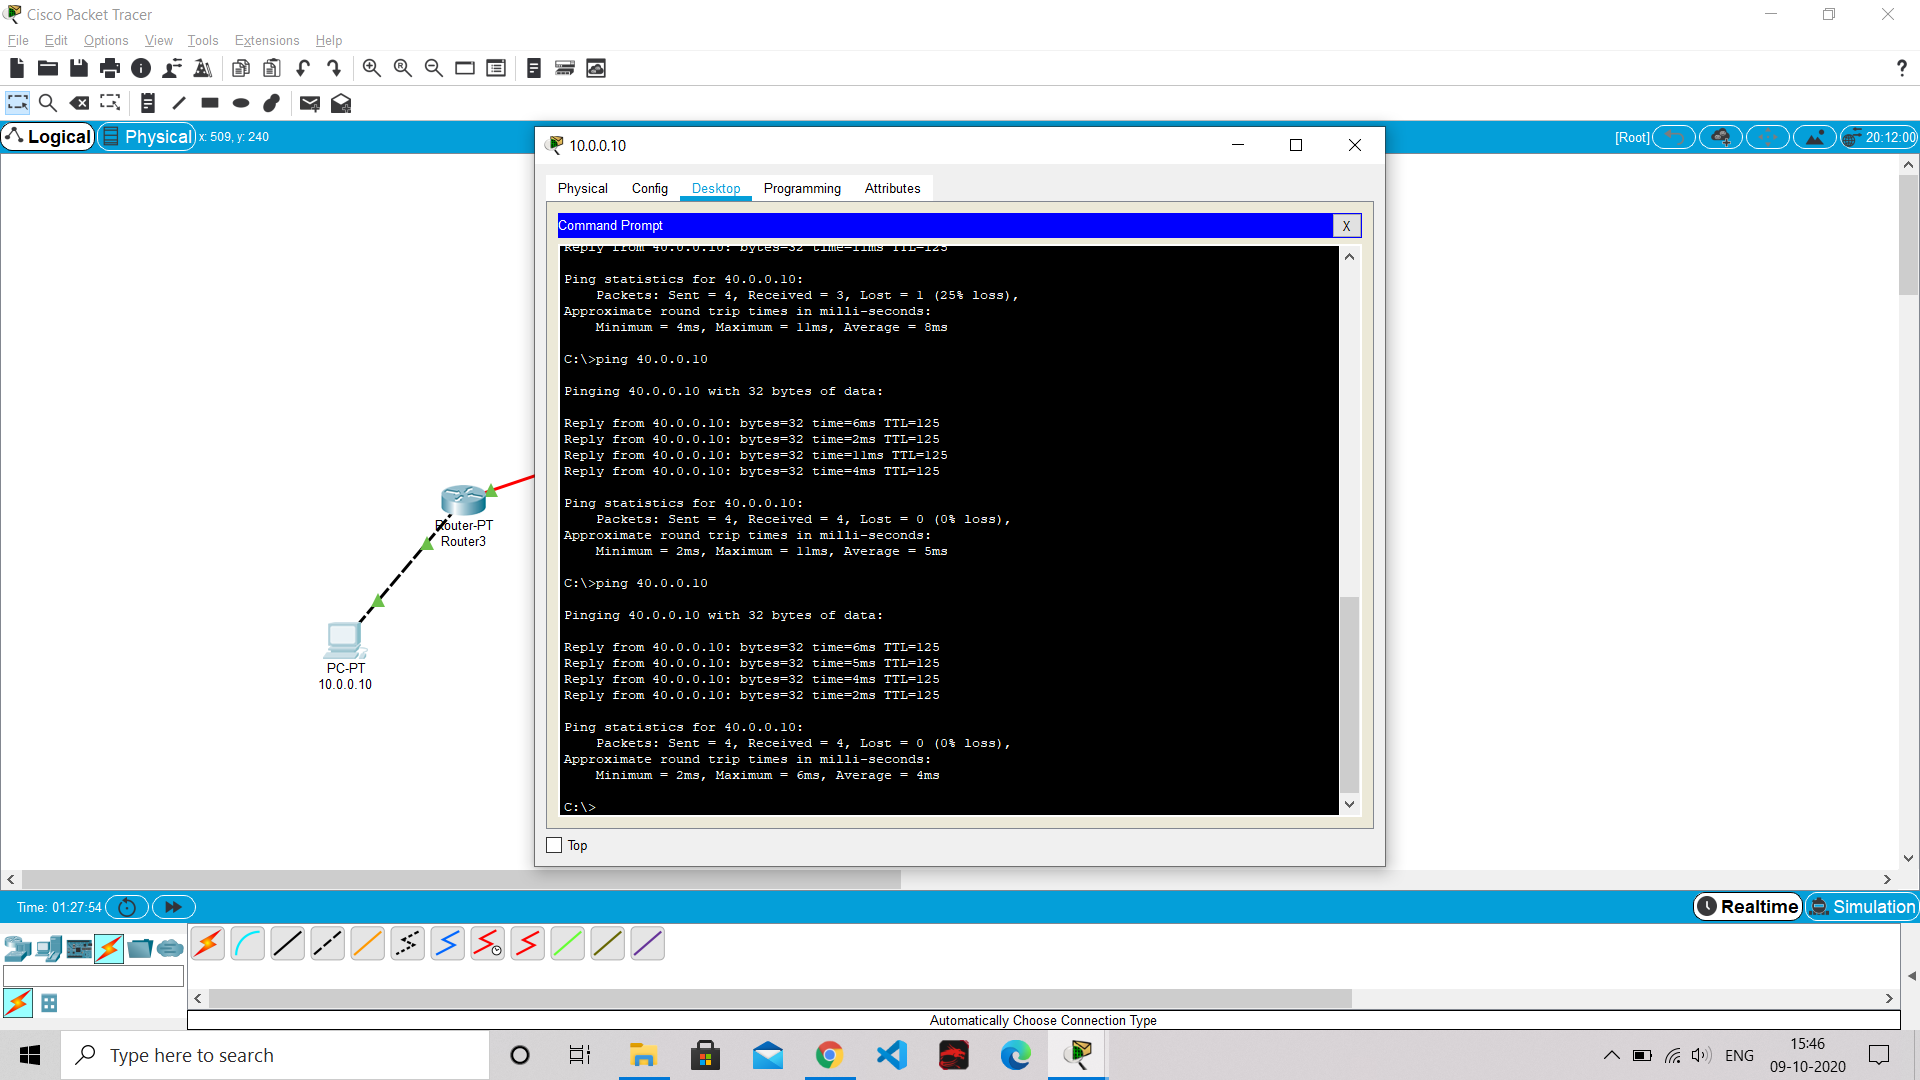 Cisco Packet Tracer
File Edit Options View Tools Extensions Help
?
Logical Physical x: 509, y: 240 [Root] 20:12:00
10.0.0.10
Physical Config Desktop Programming Attributes
Command Prompt X
Reply from 40.0.0.10: bytes=32 time=11ms TTL=125
Ping statistics for 40.0.0.10:
Packets: Sent = 4, Received = 3, Lost = 1 (25% loss),
Approximate round trip times in milli-seconds:
Minimum = 4ms, Maximum = 11ms, Average = 8ms
C:\>ping 40.0.0.10
Pinging 40.0.0.10 with 32 bytes of data:
Reply from 40.0.0.10: bytes=32 time=6ms TTL=125
Reply from 40.0.0.10: bytes=32 time=2ms TTL=125
Reply from 40.0.0.10: bytes=32 time=11ms TTL=125
Reply from 40.0.0.10: bytes=32 time=4ms TTL=125
Ping statistics for 40.0.0.10:
Packets: Sent = 4, Received = 4, Lost = 0 (0% loss),
Approximate round trip times in milli-seconds:
Minimum = 2ms, Maximum = 11ms, Average = 5ms
C:\>ping 40.0.0.10
Pinging 40.0.0.10 with 32 bytes of data:
Reply from 40.0.0.10: bytes=32 time=6ms TTL=125
Reply from 40.0.0.10: bytes=32 time=5ms TTL=125
Reply from 40.0.0.10: bytes=32 time=4ms TTL=125
Reply from 40.0.0.10: bytes=32 time=2ms TTL=125
Ping statistics for 40.0.0.10:
Packets: Sent = 4, Received = 4, Lost = 0 (0% loss),
Approximate round trip times in milli-seconds:
Minimum = 2ms, Maximum = 6ms, Average = 4ms
C:\>
Top
Router-PT
Router3
PC-PT
10.0.0.10
Time: 01:27:54 Realtime Simulation
Automatically Choose Connection Type
Type here to search
ENG
15:46
09-10-2020